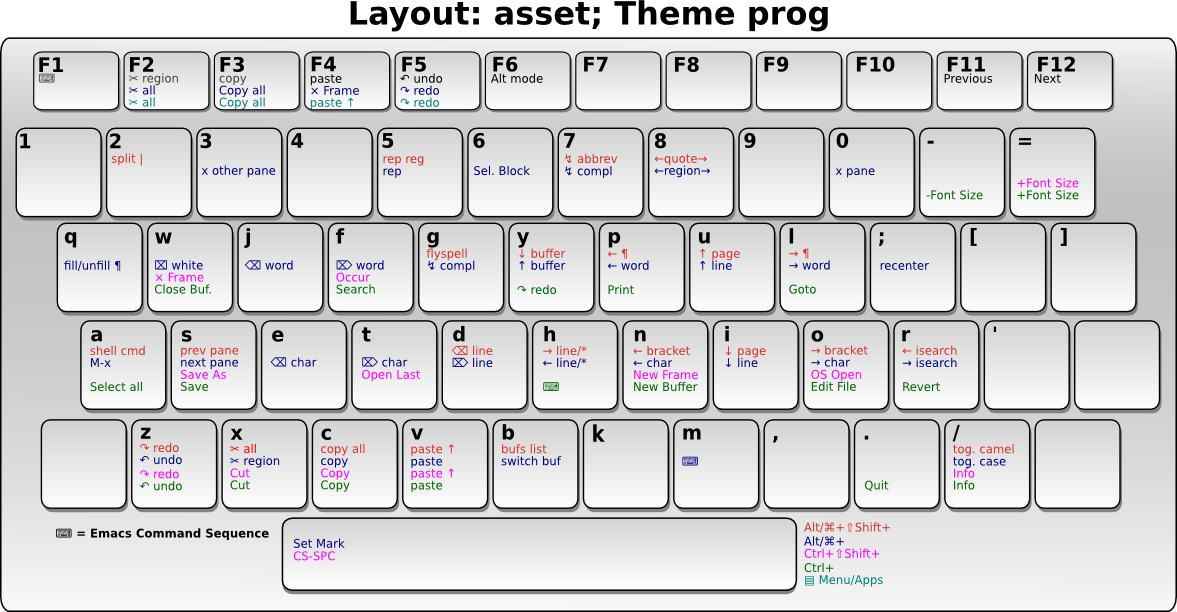 Layout: asset; Theme prog
F1
⌨
F2
✂ region
✂ all
✂ all
F3
copy
Copy all
Copy all
F4
paste
× Frame
paste ↑
F5
↶ undo
↷ redo
↷ redo
F6
Alt mode
F7
F8
F9
F10
F11
Previous
F12
Next
1
2
split |
3
x other pane
4
5
rep reg
rep
6
Sel. Block
7
↯ abbrev
↯ compl
8
←quote→
←region→
9
0
x pane
-
-Font Size
=
+Font Size
+Font Size
q
fill/unfill ¶
w
⌧ white
× Frame
Close Buf.
j
⌫ word
f
⌦ word
Occur
Search
g
flyspell
↯ compl
y
↓ buffer
↑ buffer
↷ redo
p
← ¶
← word
Print
u
↑ page
↑ line
l
→ ¶
→ word
Goto
;
recenter
[
]
a
shell cmd
M-x
Select all
s
prev pane
next pane
Save As
Save
e
⌫ char
t
⌦ char
Open Last
d
⌫ line
⌦ line
h
→ line/*
← line/*
⌨
n
← bracket
← char
New Frame
New Buffer
i
↓ page
↓ line
o
→ bracket
→ char
OS Open
Edit File
r
← isearch
→ isearch
Revert
'
z
↷ redo
↶ undo
↷ redo
↶ undo
x
✂ all
✂ region
Cut
Cut
c
copy all
copy
Copy
Copy
v
paste ↑
paste
paste ↑
paste
b
bufs list
switch buf
k
m
⌨
,
.
Quit
/
tog. camel
tog. case
Info
Info
⌨ = Emacs Command Sequence
Set Mark
CS-SPC
Alt/⌘+⇧Shift+
Alt/⌘+
Ctrl+⇧Shift+
Ctrl+
▤ Menu/Apps